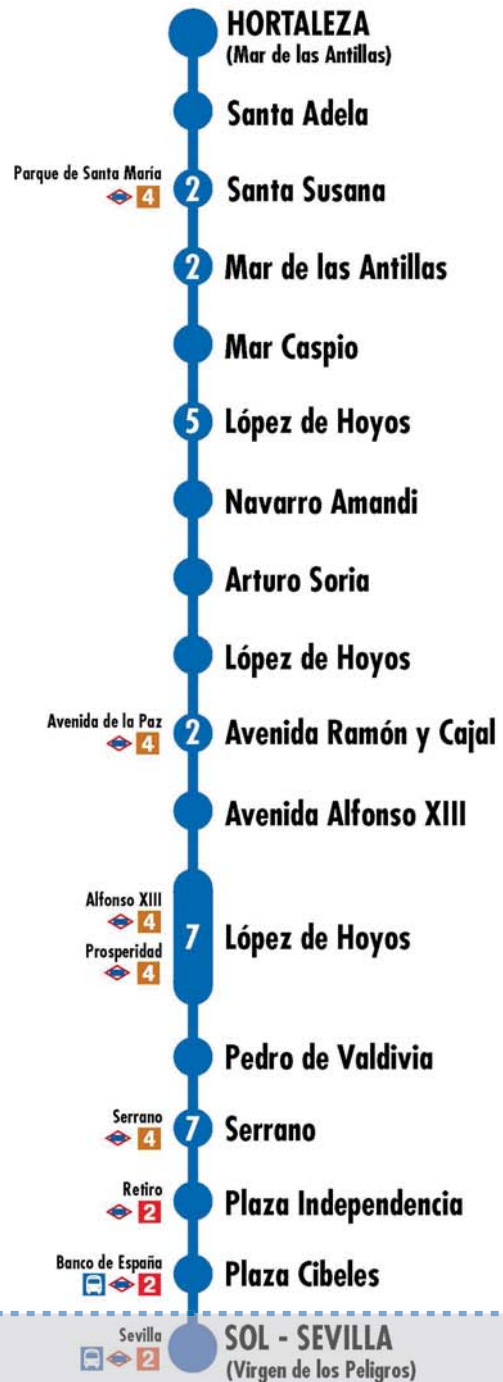 HORTALEZA
(Mar de las Antillas)
Santa Adela
Parque de Santa María
4
2
Santa Susana
2
Mar de las Antillas
Mar Caspio
5
López de Hoyos
Navarro Amandi
Arturo Soria
López de Hoyos
Avenida de la Paz
4
2
Avenida Ramón y Cajal
Avenida Alfonso XIII
Alfonso XIII
4
Prosperidad
4
7
López de Hoyos
Pedro de Valdivia
Serrano
4
7
Serrano
Retiro
2
Plaza Independencia
Banco de España
2
Plaza Cibeles
Sevilla
2
SOL - SEVILLA
(Virgen de los Peligros)